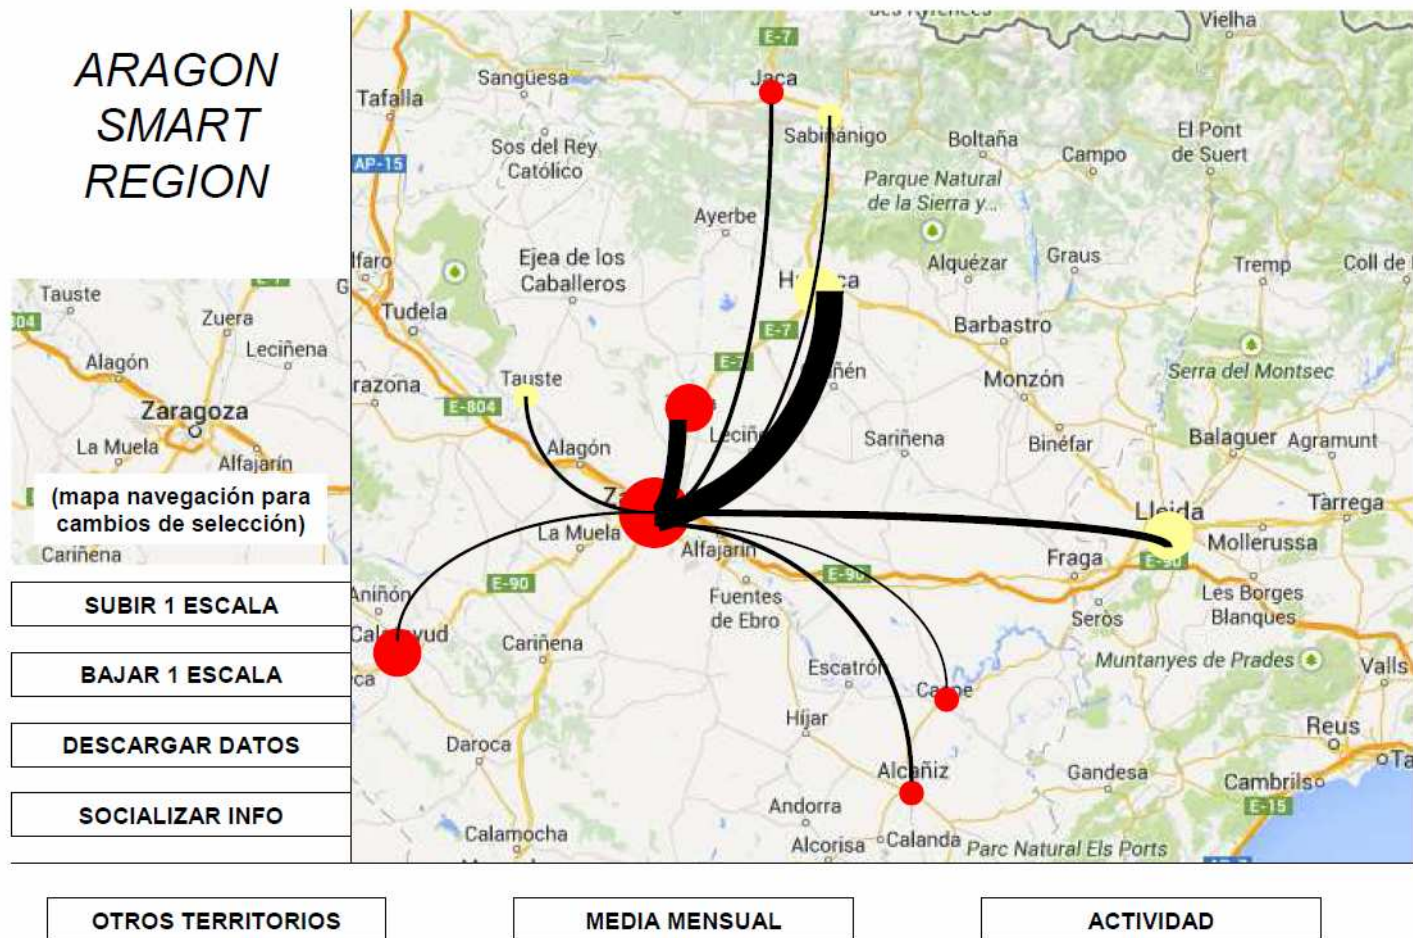 ARAGON
SMART
REGION
Tauste
Zuera
Leciñena
Alagón
Zaragoza
La Muela
Alfajarín
(mapa navegación para
cambios de selección)
Cariñena
SUBIR 1 ESCALA
BAJAR 1 ESCALA
DESCARGAR DATOS
SOCIALIZAR INFO
Vielha
E-7
Jaca
Sangüesa
Tafalla
Sabiñánigo
Boltaña
El Pont
de Suert
Campo
AP-15
Sos del Rey
Católico
Parque Natural
de la Sierra y...
Ayerbe
Ejea de los
Caballeros
Alquézar
Graus
Tremp
Coll de
Tudela
E-7
Barbastro
E-7
Serra del Montsec
Tauste
Monzón
E-804
Alagón
Sariñena
Binéfar
Balaguer
Agramunt
Lleida
Tàrrega
La Muela
Alfajarín
Mollerussa
Fraga
E-90
E-90
E-90
Aniñón
Fuentes
de Ebro
Seròs
Les Borges
Blanques
Cariñena
Escatrón
Muntanyes de Prades
Valls
Híjar
Reus
Daroca
Alcañiz
Gandesa
Cambrils
E-15
Andorra
Calamocha
Alcorisa
Calanda
Parc Natural Els Ports
OTROS TERRITORIOS
MEDIA MENSUAL
ACTIVIDAD